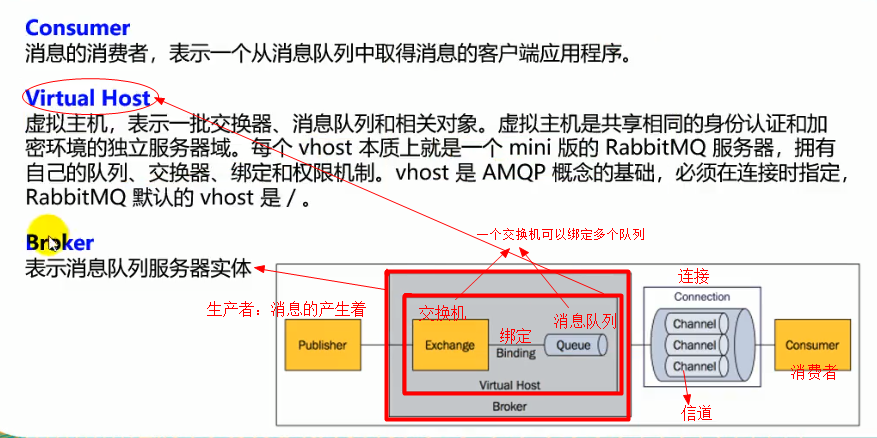 Consumer
消息的消费者，表示一个从消息队列中取得消息的客户端应用程序。
Virtual Host
虚拟主机，表示一批交换器、消息队列和相关对象。虚拟主机是共享相同的身份认证和加
密环境的独立服务器域。每个 vhost 本质上就是一个 mini 版的 RabbitMQ 服务器，拥有
自己的队列、交换器、绑定和权限机制。vhost 是 AMQP 概念的基础，必须在连接时指定，
RabbitMQ 默认的 vhost 是 / 。
Broker
表示消息队列服务器实体
一个交换机可以绑定多个队列
生产者：消息的产生着
交换机
绑定
消息队列
连接
Connection
Publisher
Exchange
Binding
Queue
Channel
Channel
Channel
Consumer
消费者
Virtual Host
Broker
信道